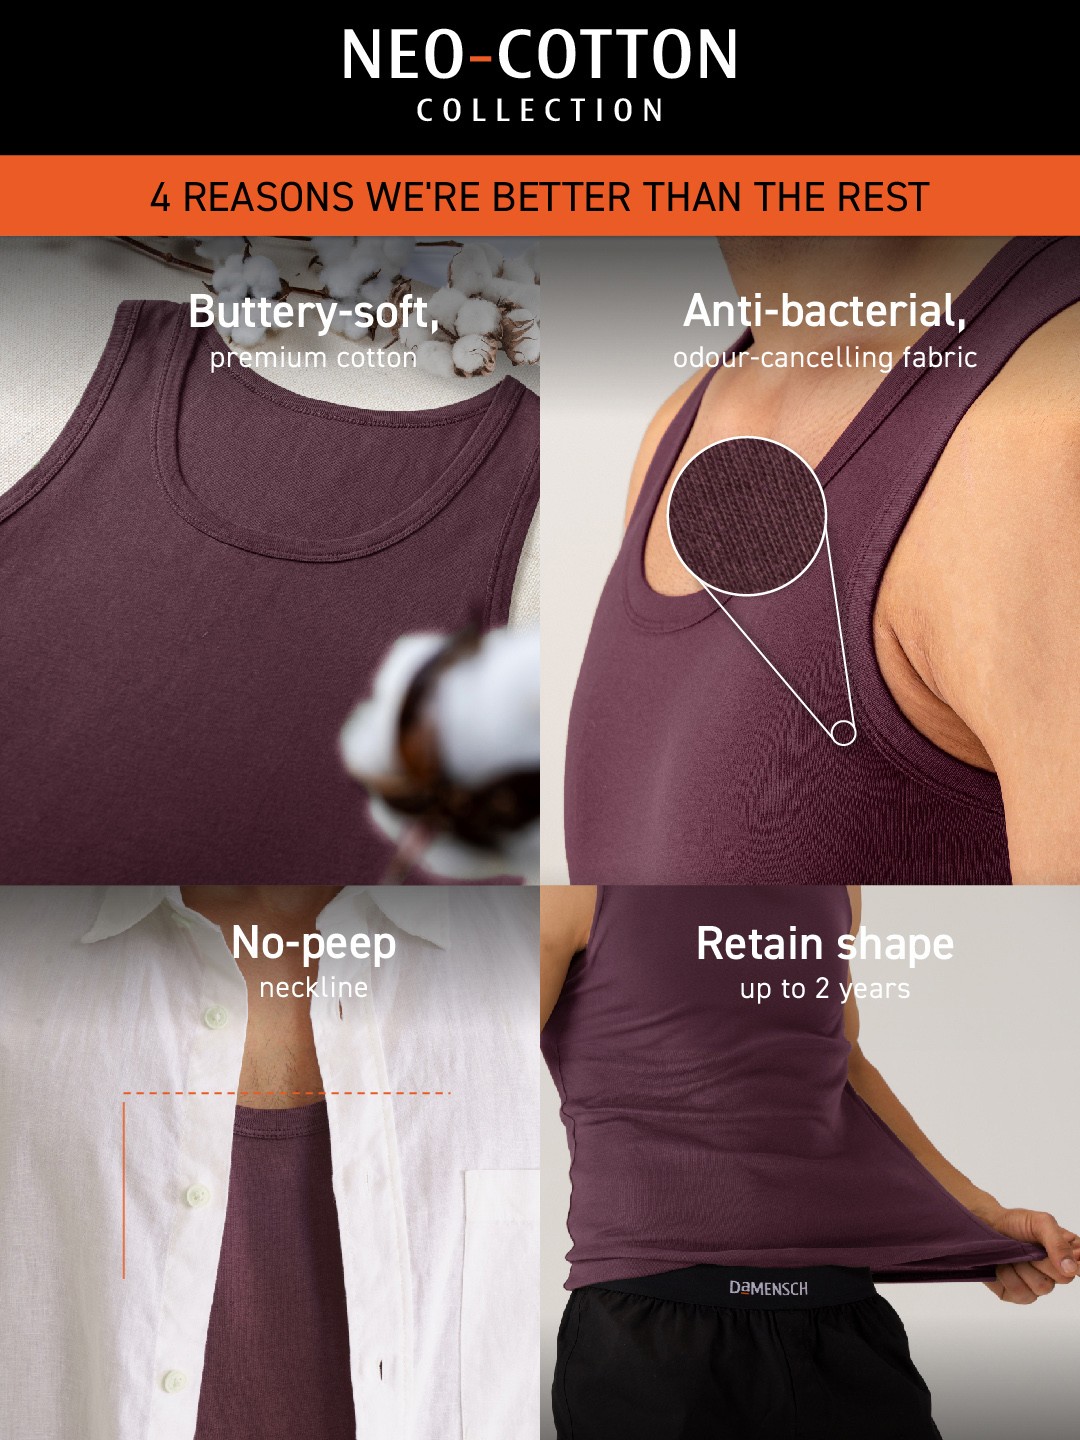 NEO-COTTON
COLLECTION
4 REASONS WE'RE BETTER THAN THE REST
Buttery-soft,
premium cotton
Anti-bacterial,
odour-cancelling fabric
No-peep
neckline
Retain shape
up to 2 years
DaMENSCH